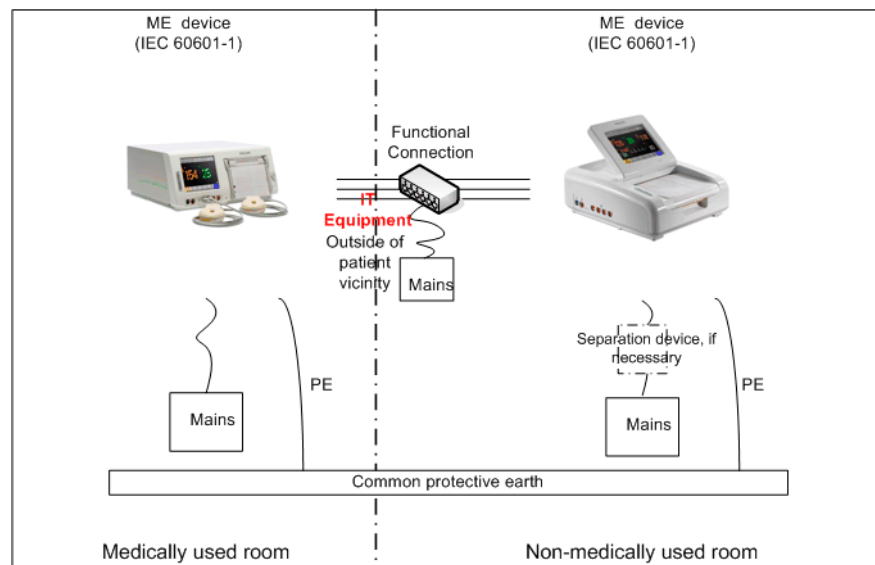 ME device
(IEC 60601-1)
ME device
(IEC 60601-1)
Functional
Connection
IT
Equipment
Outside of
patient
vicinity
Mains
Separation device, if
necessary
Mains
PE
Mains
PE
Common protective earth
Medically used room
Non-medically used room